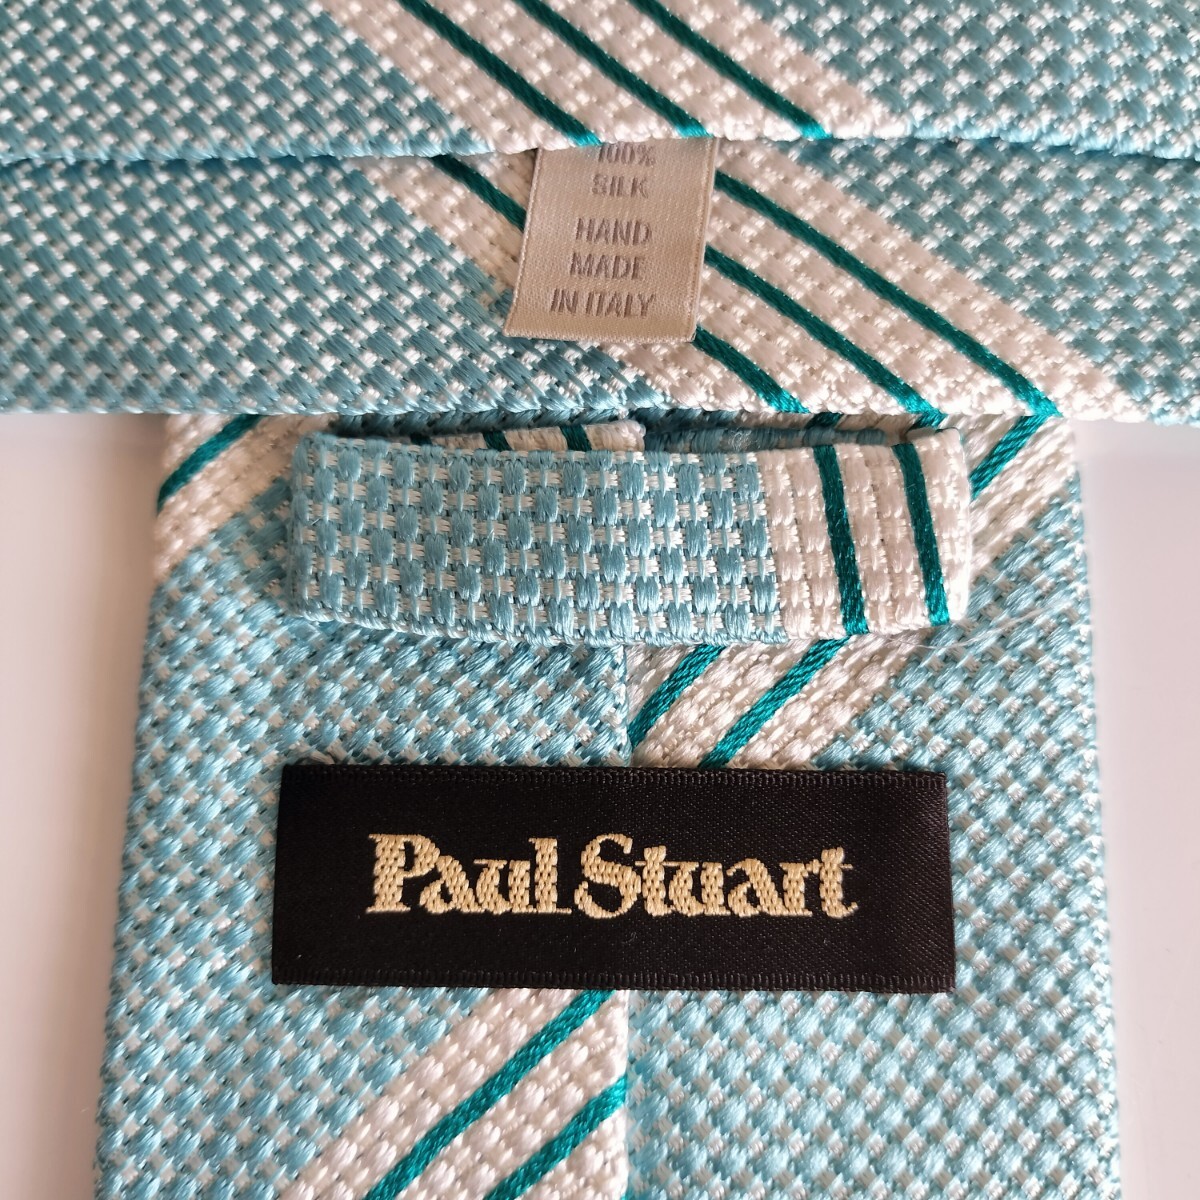 100%
SILK
HAND
MADE
IN ITALY
Paul Stuart